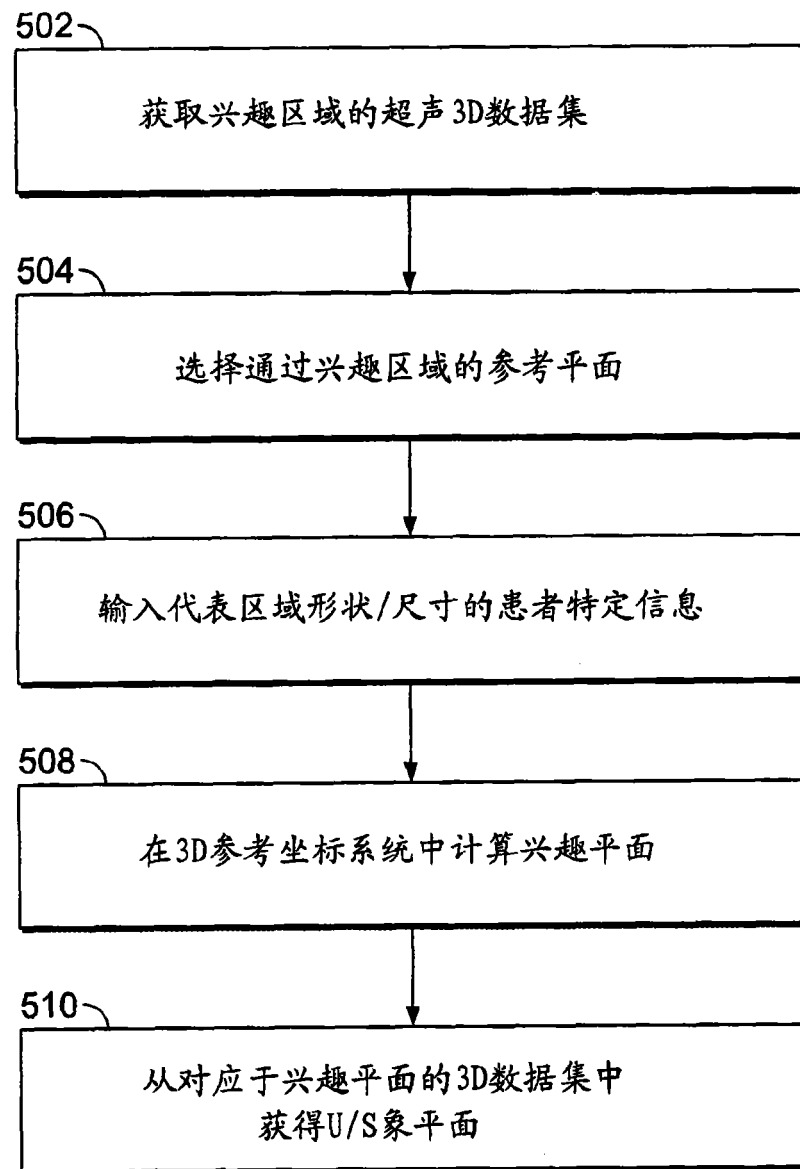 502
获取兴趣区域的超声3D数据集
504
选择通过兴趣区域的参考平面
506
输入代表区域形状/尺寸的患者特定信息
508
在3D参考坐标系统中计算兴趣平面
510
从对应于兴趣平面的3D数据集中
获得U/S象平面